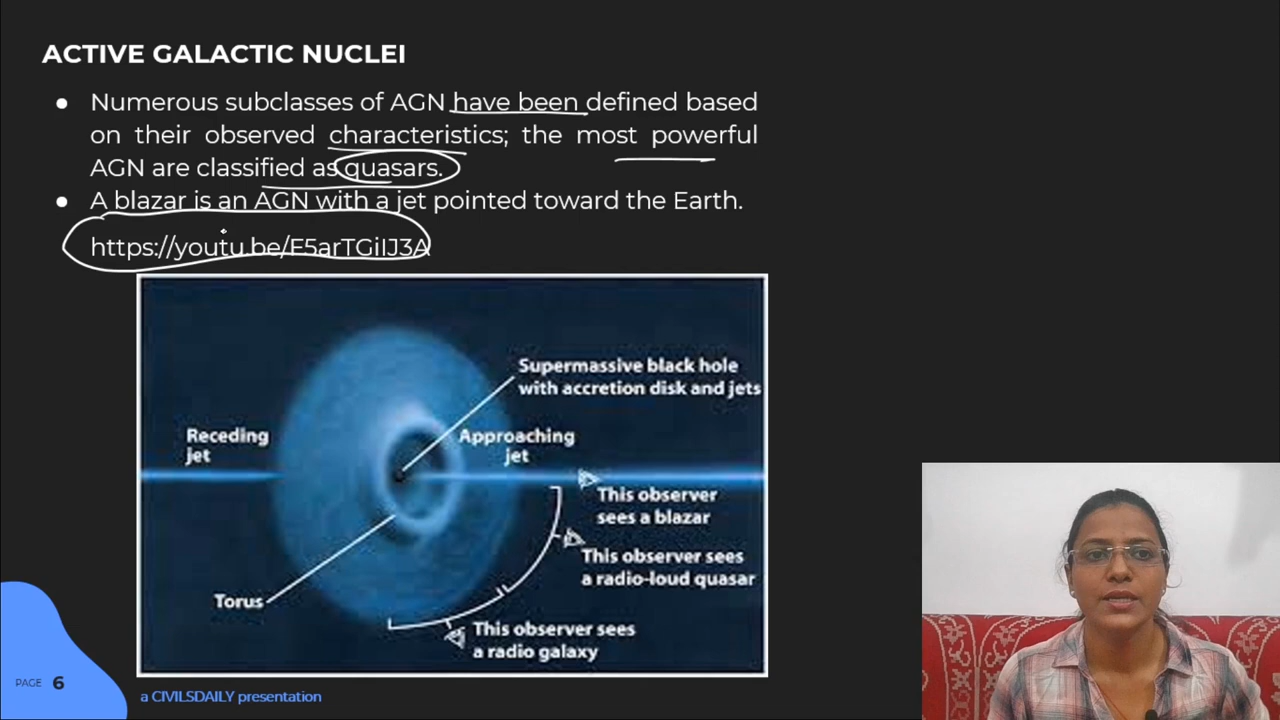 ACTIVE GALACTIC NUCLEI
● Numerous subclasses of AGN have been defined based
on their observed characteristics; the most powerful
AGN are classified as quasars.
● A blazar is an AGN with a jet pointed toward the Earth.
https://youtu.be/E5arTGiIJ3A
Supermassive black hole
with accretion disk and jets
Receding
jet
Approaching
jet
This observer
sees a blazar
This observer sees
a radio-loud quasar
Torus
This observer sees
a radio galaxy
PAGE 6
a CIVILSDAILY presentation